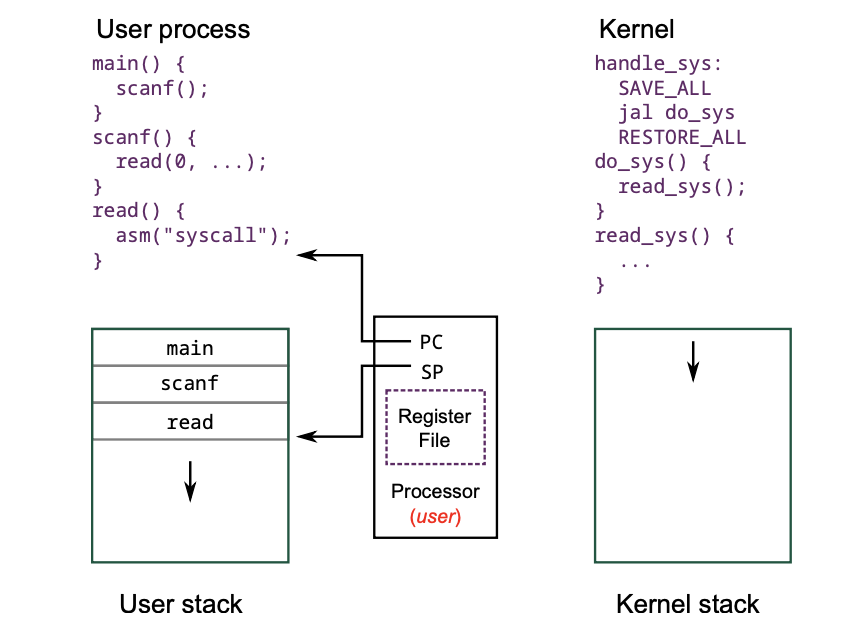 User process
main() {
  scanf();
}
scanf() {
  read(0, ...);
}
read() {
  asm("syscall");
}
Kernel
handle_sys:
  SAVE_ALL
  jal do_sys
  RESTORE_ALL
do_sys() {
  read_sys();
}
read_sys() {
  ...
}
main
scanf
read
User stack
PC
SP
Register
File
Processor
(user)
Kernel stack